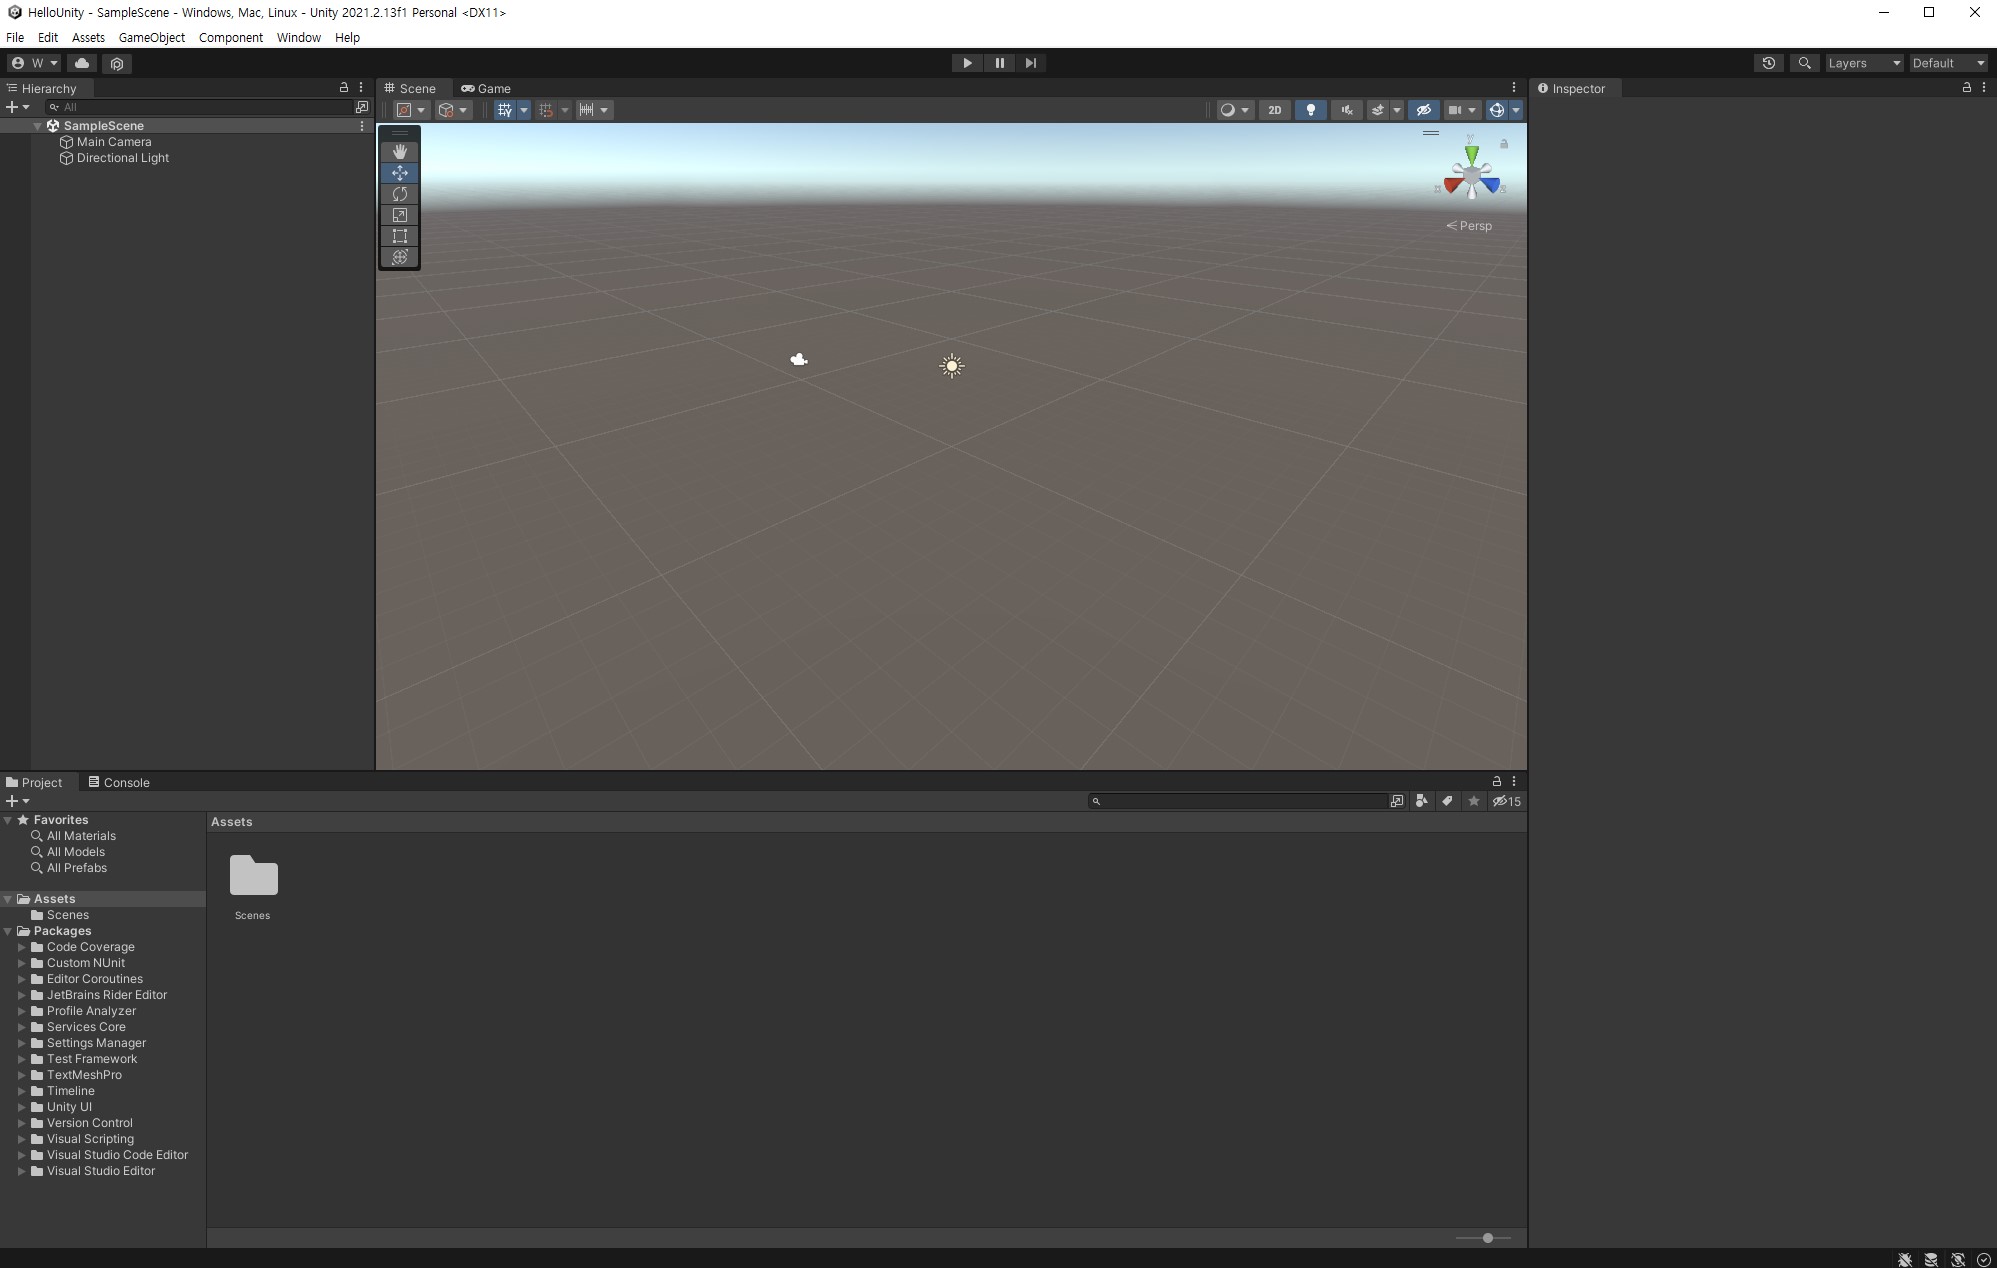 HelloUnity - SampleScene - Windows, Mac, Linux - Unity 2021.2.13f1 Personal <DX11>
File Edit Assets GameObject Component Window Help
W
Layers Default
Hierarchy
All
SampleScene
Main Camera
Directional Light
Scene Game
2D
y
x z
Persp
Inspector
Project Console
15
Favorites
All Materials
All Models
All Prefabs
Assets
Scenes
Packages
Code Coverage
Custom NUnit
Editor Coroutines
JetBrains Rider Editor
Profile Analyzer
Services Core
Settings Manager
Test Framework
TextMeshPro
Timeline
Unity UI
Version Control
Visual Scripting
Visual Studio Code Editor
Visual Studio Editor
Assets
Scenes